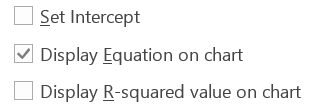 Set Intercept
Display Equation on chart
Display R-squared value on chart